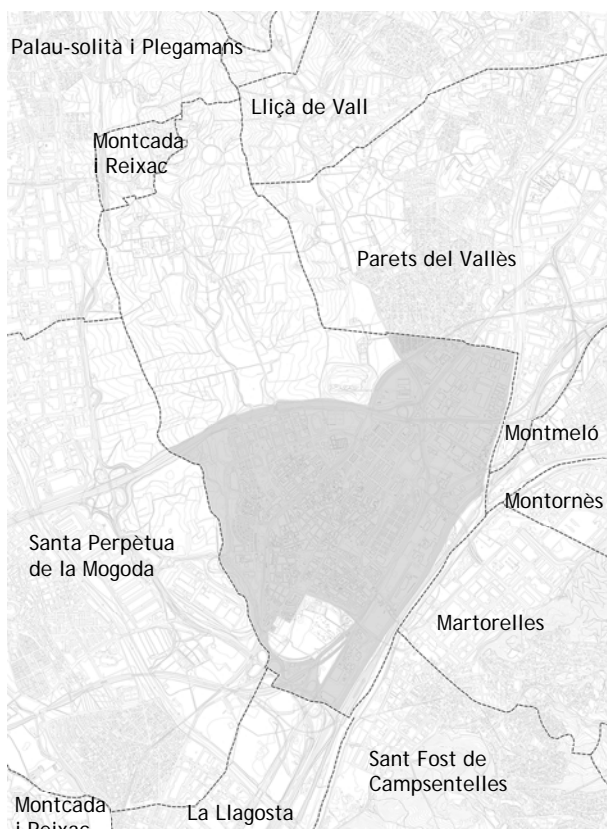 Palau-solità i Plegamans
Lliçà de Vall
Montcada
i Reixac
Parets del Vallès
Montmeló
Montornès
Santa Perpètua
de la Mogoda
Martorelles
Sant Fost de
Campsentelles
Montcada
i Reixac
La Llagosta